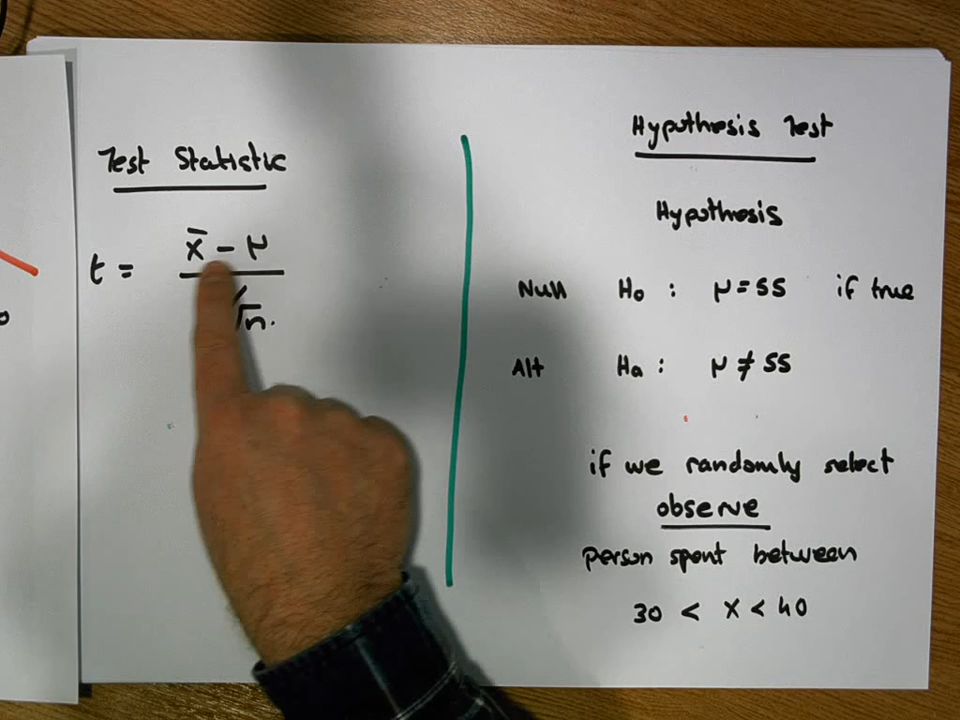 Test Statistic
t = x̄ - μ
/√n.
Hypothesis Test
Hypothesis
Null H0 : μ = 55 if true
Alt Ha : μ ≠ 55
if we randomly select
observe
person spent between
30 < x < 40